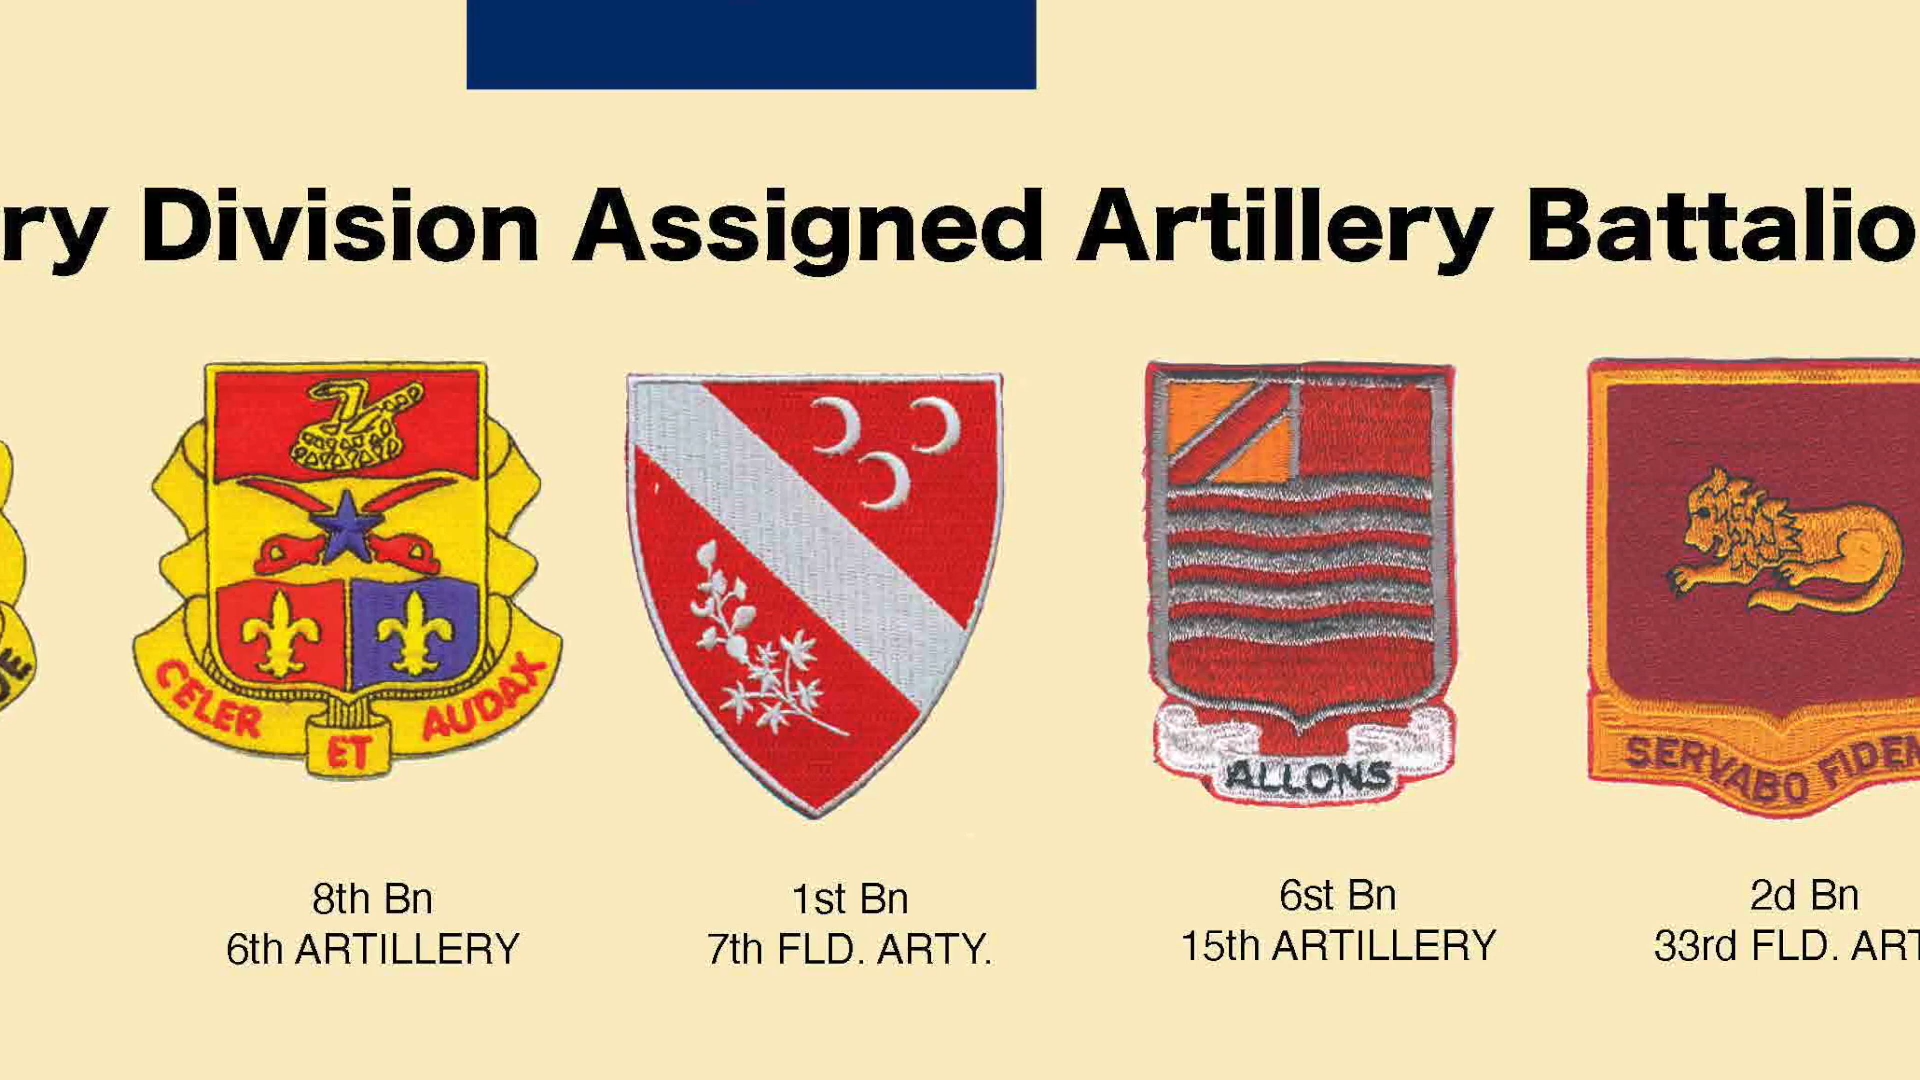 ry Division Assigned Artillery Battalio
CELER ET AUDAX
ALLONS
SERVABO FIDEM
8th Bn
6th ARTILLERY
1st Bn
7th FLD. ARTY.
6st Bn
15th ARTILLERY
2d Bn
33rd FLD. ART